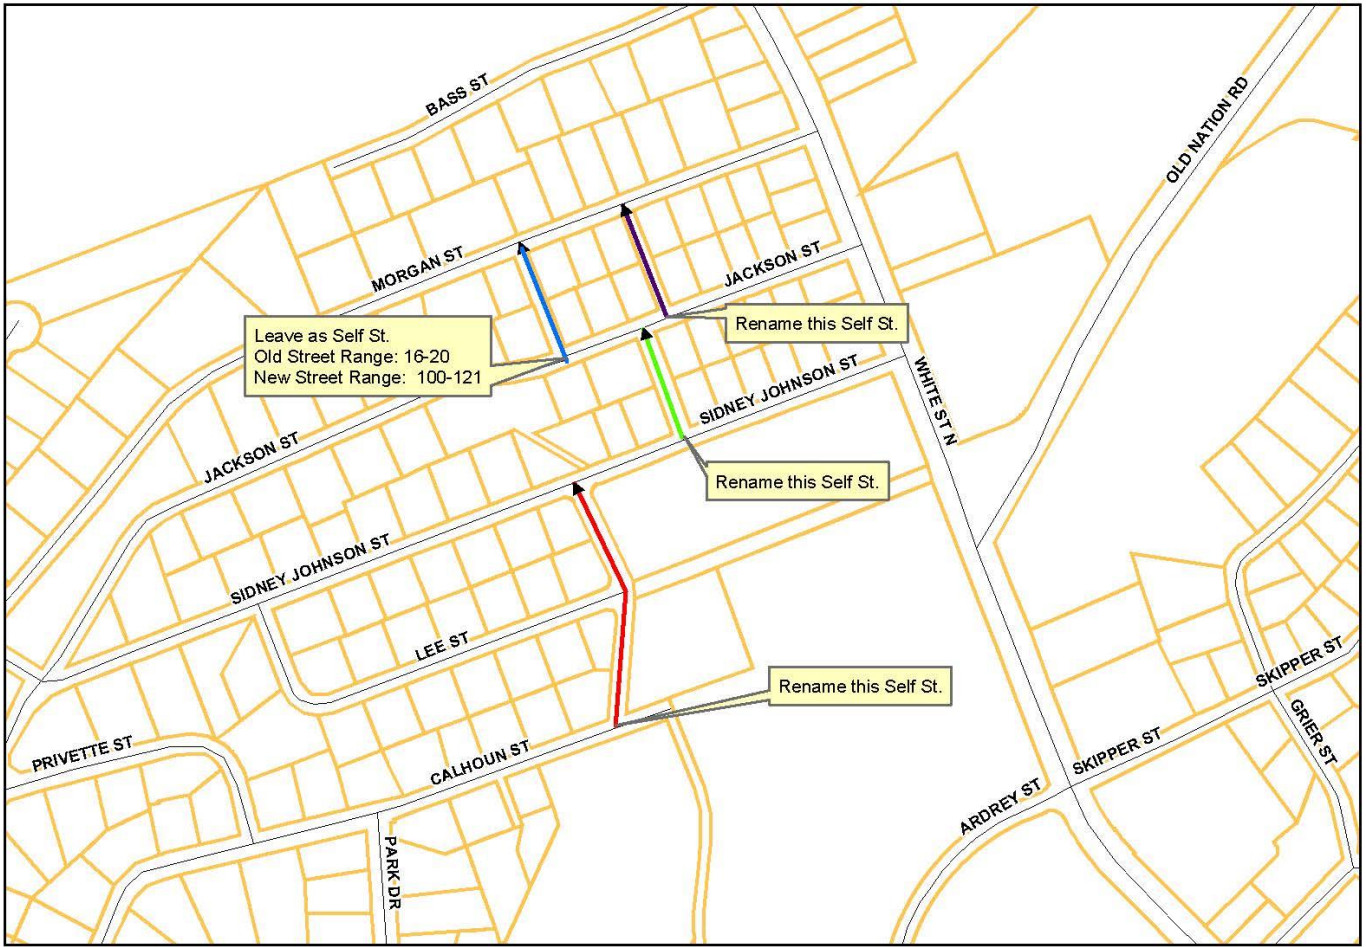 BASS ST
OLD NATION RD
MORGAN ST
JACKSON ST
Leave as Self St.
Old Street Range: 16-20
New Street Range: 100-121
Rename this Self St.
SIDNEY JOHNSON ST
WHITE ST N
JACKSON ST
Rename this Self St.
SIDNEY JOHNSON ST
LEE ST
SKIPPER ST
Rename this Self St.
GRIER ST
PRIVETTE ST
CALHOUN ST
SKIPPER ST
ARDREY ST
PARK DR